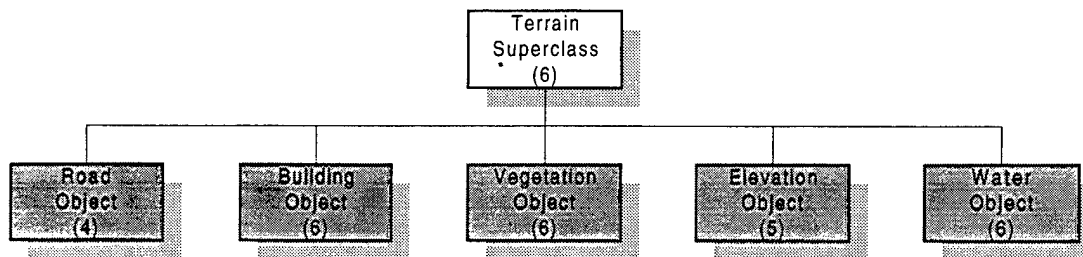 Terrain
Superclass
(6)
Road
Object
(4)
Building
Object
(6)
Vegetation
Object
(6)
Elevation
Object
(5)
Water
Object
(6)